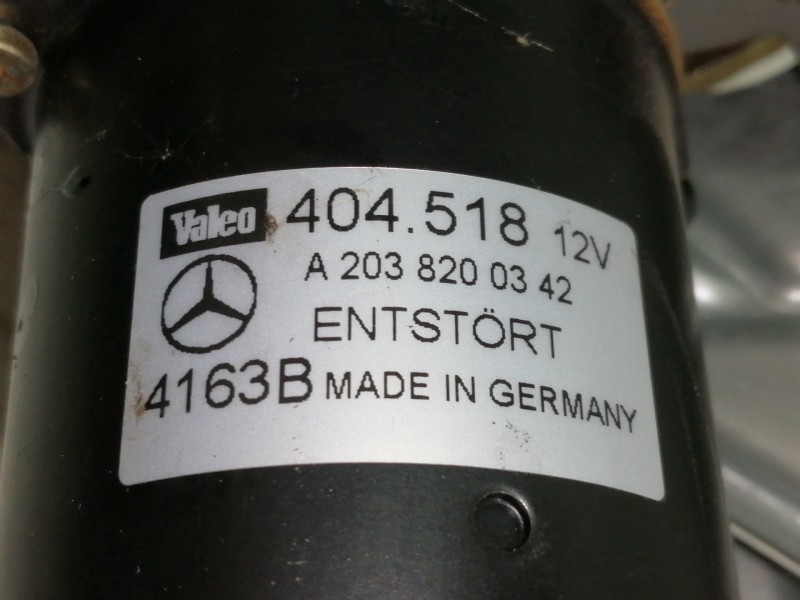 Valeo 404.518 12V
A 203 820 03 42
ENTSTÖRT
4163B MADE IN GERMANY